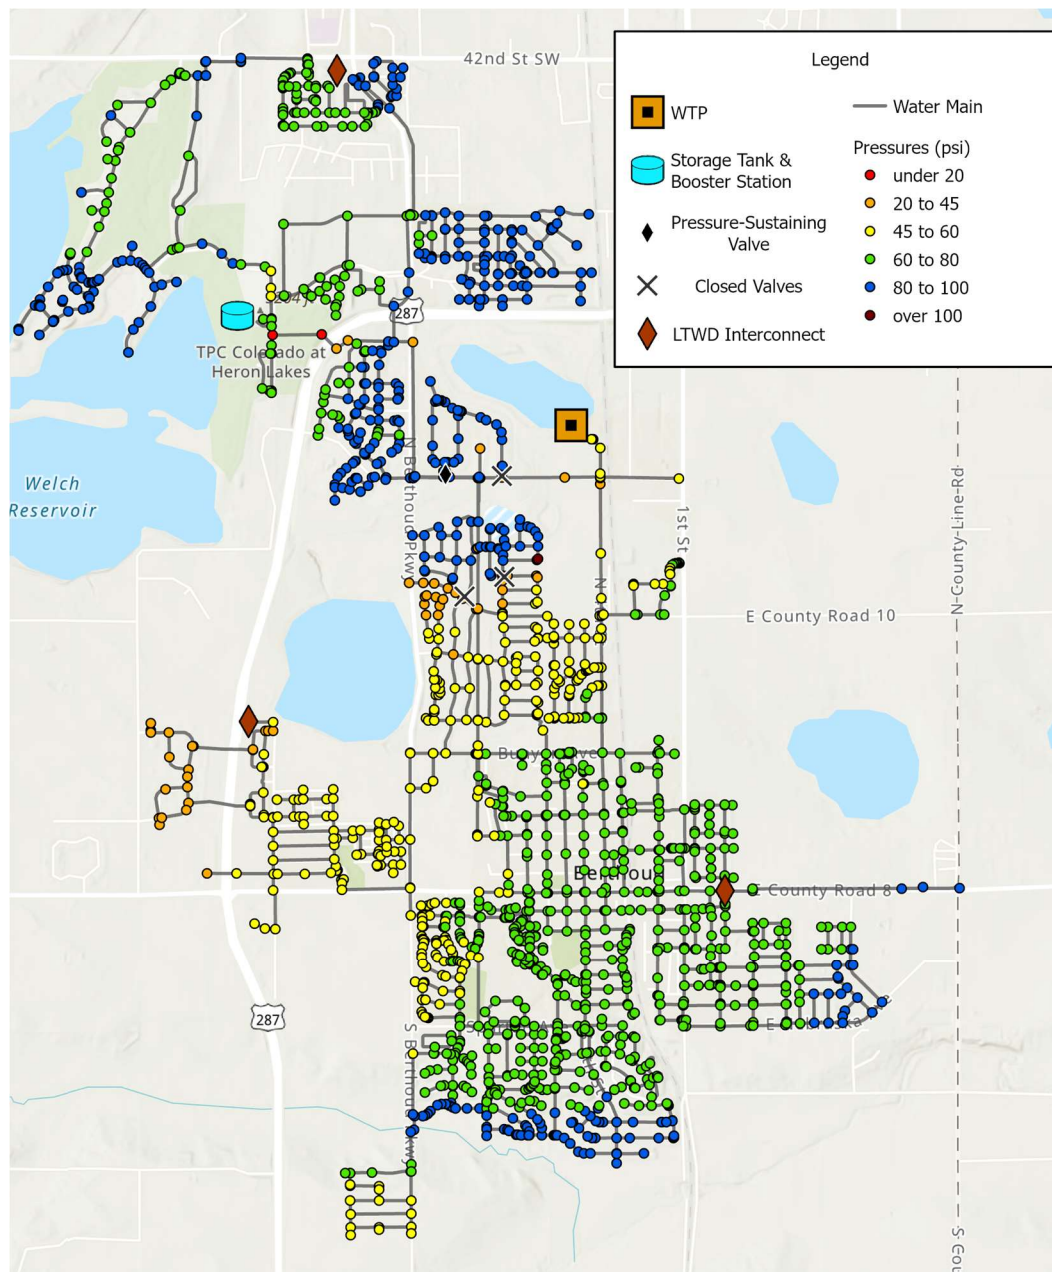 42nd St SW
Legend
WTP
Storage Tank &
Booster Station
Pressure-Sustaining
Valve
Closed Valves
LTWD Interconnect
Water Main
Pressures (psi)
under 20
20 to 45
45 to 60
60 to 80
80 to 100
over 100
287
TPC Colorado at
Heron Lakes
Welch
Reservoir
N Berthoud Pkwy
1st St
N County Line Rd
E County Road 10
Berthoud
E County Road 8
287
S Berthoud Pkwy